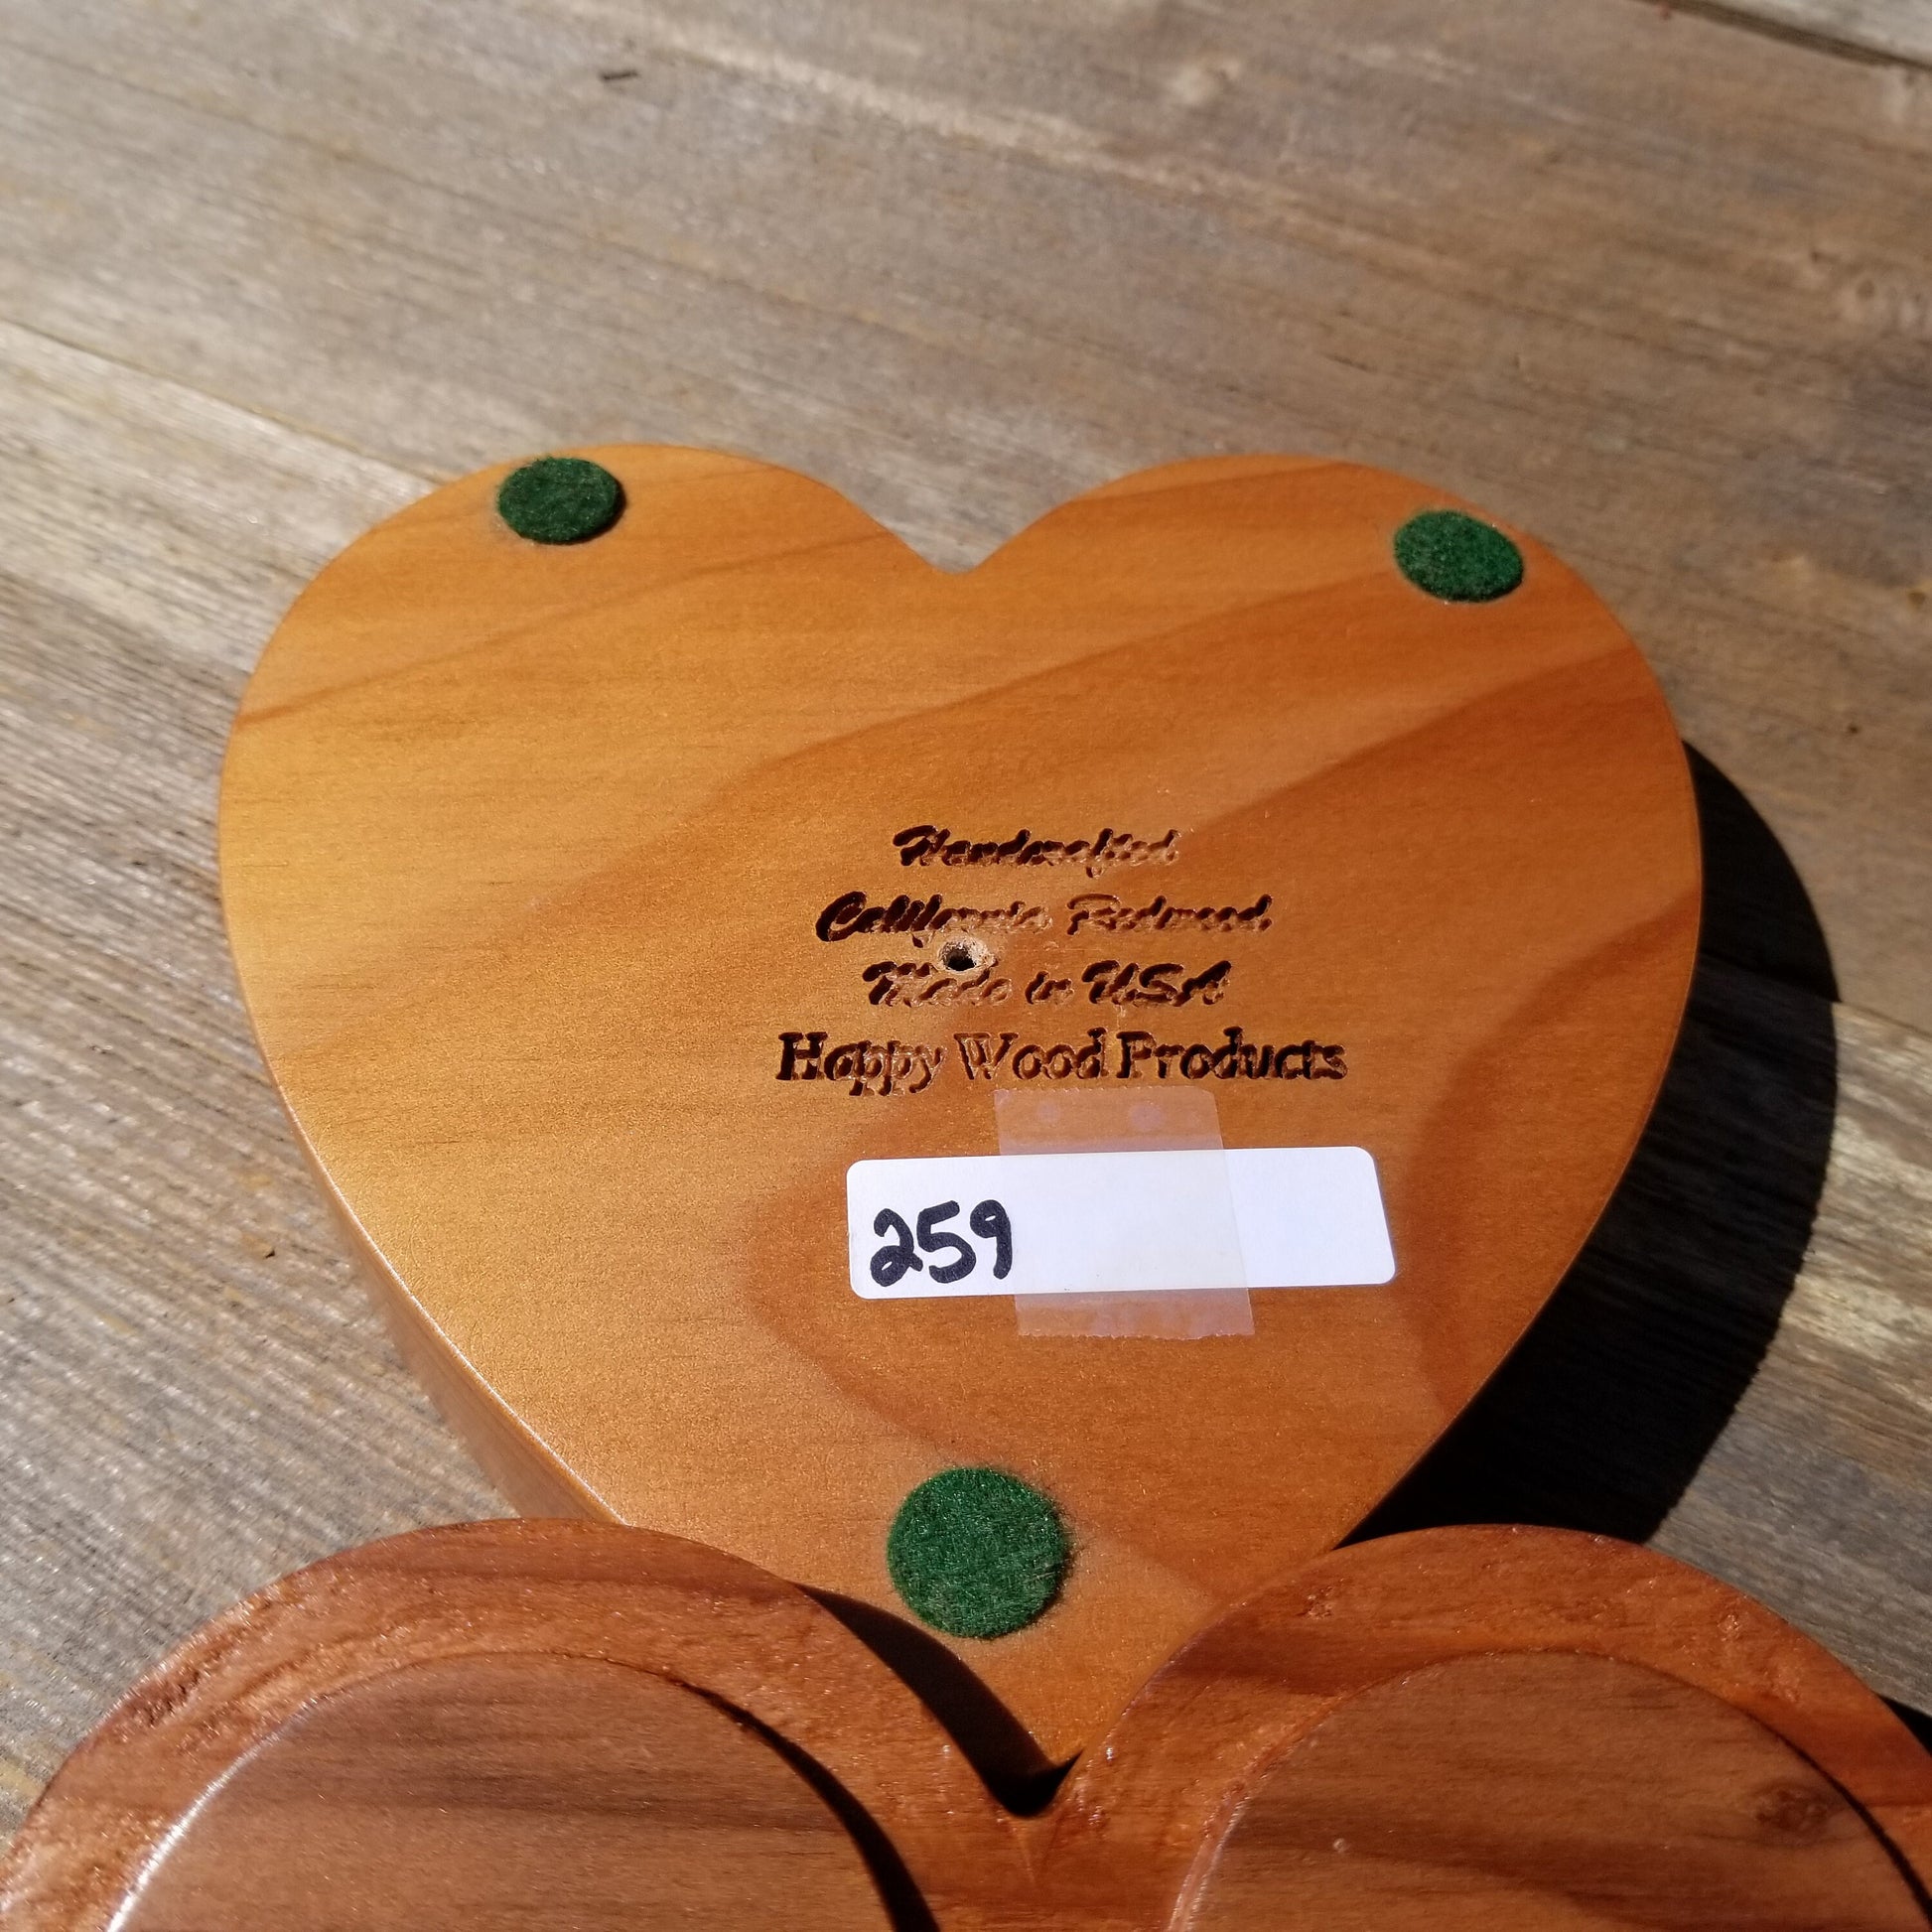 Handcrafted
California Redwood
Made in USA
Happy Wood Products
259